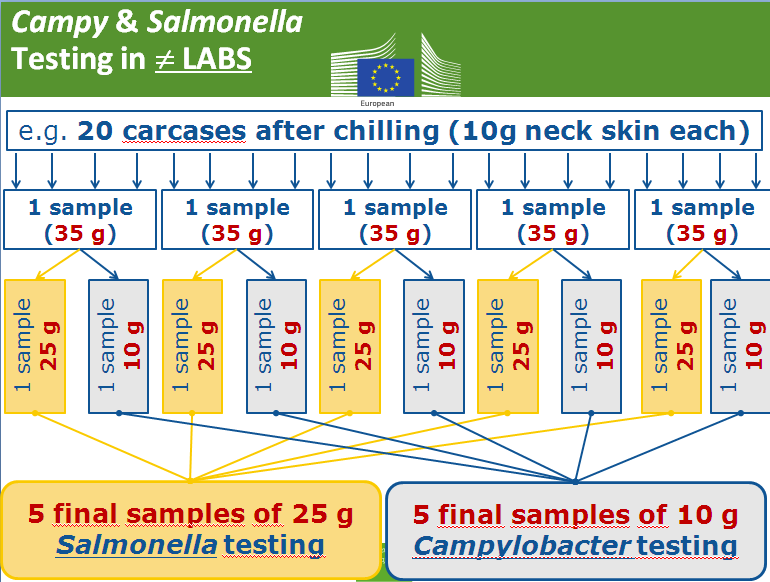 Campy & Salmonella
Testing in ≠ LABS
European
e.g. 20 carcases after chilling (10g neck skin each)
1 sample
(35 g)
1 sample
(35 g)
1 sample
(35 g)
1 sample
(35 g)
1 sample
(35 g)
1 sample
25 g
1 sample
10 g
1 sample
25 g
1 sample
10 g
1 sample
25 g
1 sample
10 g
1 sample
25 g
1 sample
10 g
1 sample
25 g
1 sample
10 g
5 final samples of 25 g
Salmonella testing
5 final samples of 10 g
Campylobacter testing